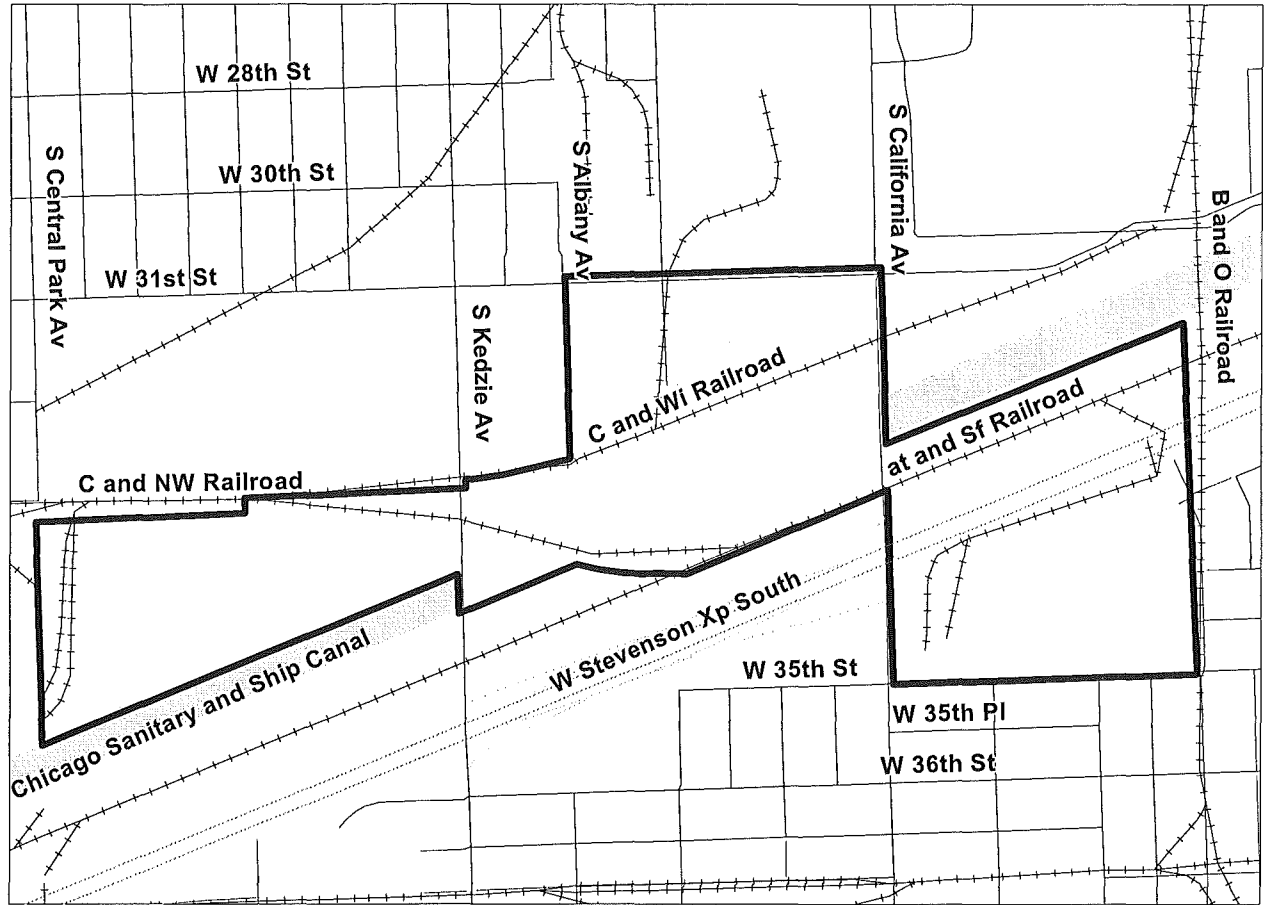 W 28th St
W 30th St
W 31st St
S Central Park Av
S Albany Av
S California Av
B and O Railroad
S Kedzie Av
C and Wi Railroad
at and Sf Railroad
C and NW Railroad
W Stevenson Xp South
Chicago Sanitary and Ship Canal
W 35th St
W 35th Pl
W 36th St